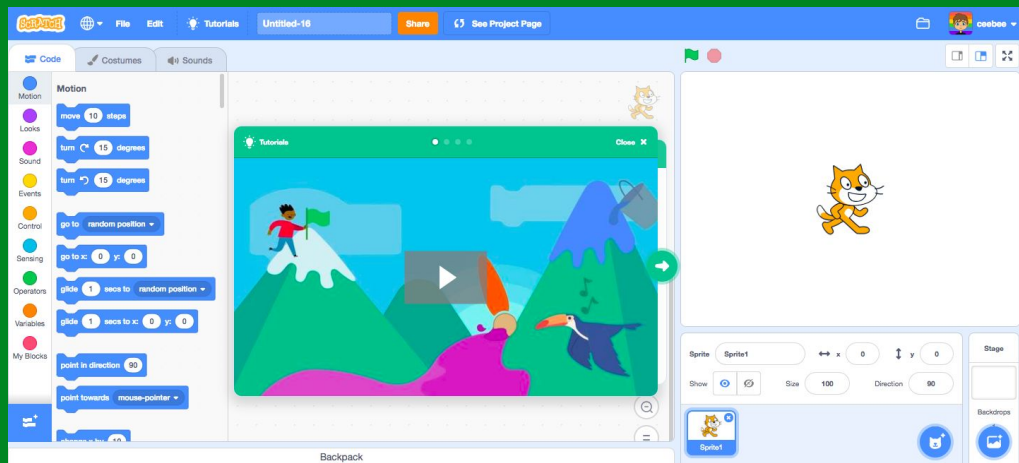 SCRATCH File Edit Tutorials Untitled-16 Share See Project Page ceebee
Code Costumes Sounds
Motion
Looks
Sound
Events
Control
Sensing
Operators
Variables
My Blocks
Motion
move 10 steps
turn 15 degrees
turn 15 degrees
go to random position
go to x: 0 y: 0
glide 1 secs to random position
glide 1 secs to x: 0 y: 0
point in direction 90
point towards mouse-pointer
change x by 10
Tutorials Close X
Sprite Sprite1 x 0 y 0
Show Size 100 Direction 90
Sprite1
Stage
Backdrops
Backpack